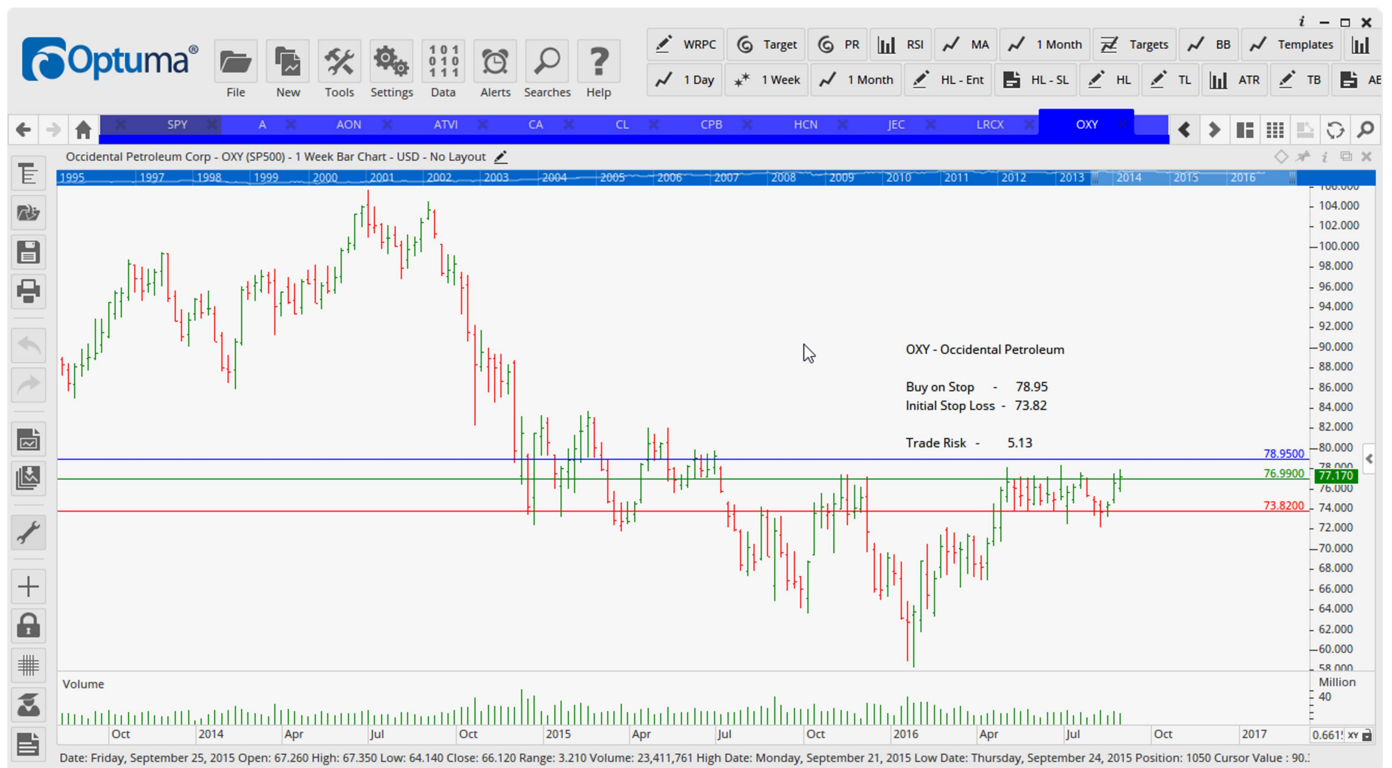 Optuma®
File
New
Tools
Settings
Data
Alerts
Searches
Help
WRPC
Target
PR
RSI
MA
1 Month
Targets
BB
Templates
1 Day
1 Week
1 Month
HL - Ent
HL - SL
HL
TL
ATR
TB
SPY
A
AON
ATVI
CA
CL
CPB
HCN
JEC
LRCX
OXY
Occidental Petroleum Corp - OXY (SP500) - 1 Week Bar Chart - USD - No Layout
1995 1997 1998 1999 2000 2001 2002 2003 2004 2005 2006 2007 2008 2009 2010 2011 2012 2013 2014 2015 2016
106.000
104.000
102.000
100.000
98.000
96.000
94.000
92.000
90.000
88.000
86.000
84.000
82.000
80.000
78.000
76.000
74.000
72.000
70.000
68.000
66.000
64.000
62.000
60.000
58.000
OXY - Occidental Petroleum
Buy on Stop - 78.95
Initial Stop Loss - 73.82
Trade Risk - 5.13
78.9500
76.9900
77.170
73.8200
Volume
Million
40
Oct 2014 Apr Jul Oct 2015 Apr Jul Oct 2016 Apr Jul Oct 2017
XY
Date: Friday, September 25, 2015 Open: 67.260 High: 67.350 Low: 64.140 Close: 66.120 Range: 3.210 Volume: 23,411,761 High Date: Monday, September 21, 2015 Low Date: Thursday, September 24, 2015 Position: 1050 Cursor Value : 90.